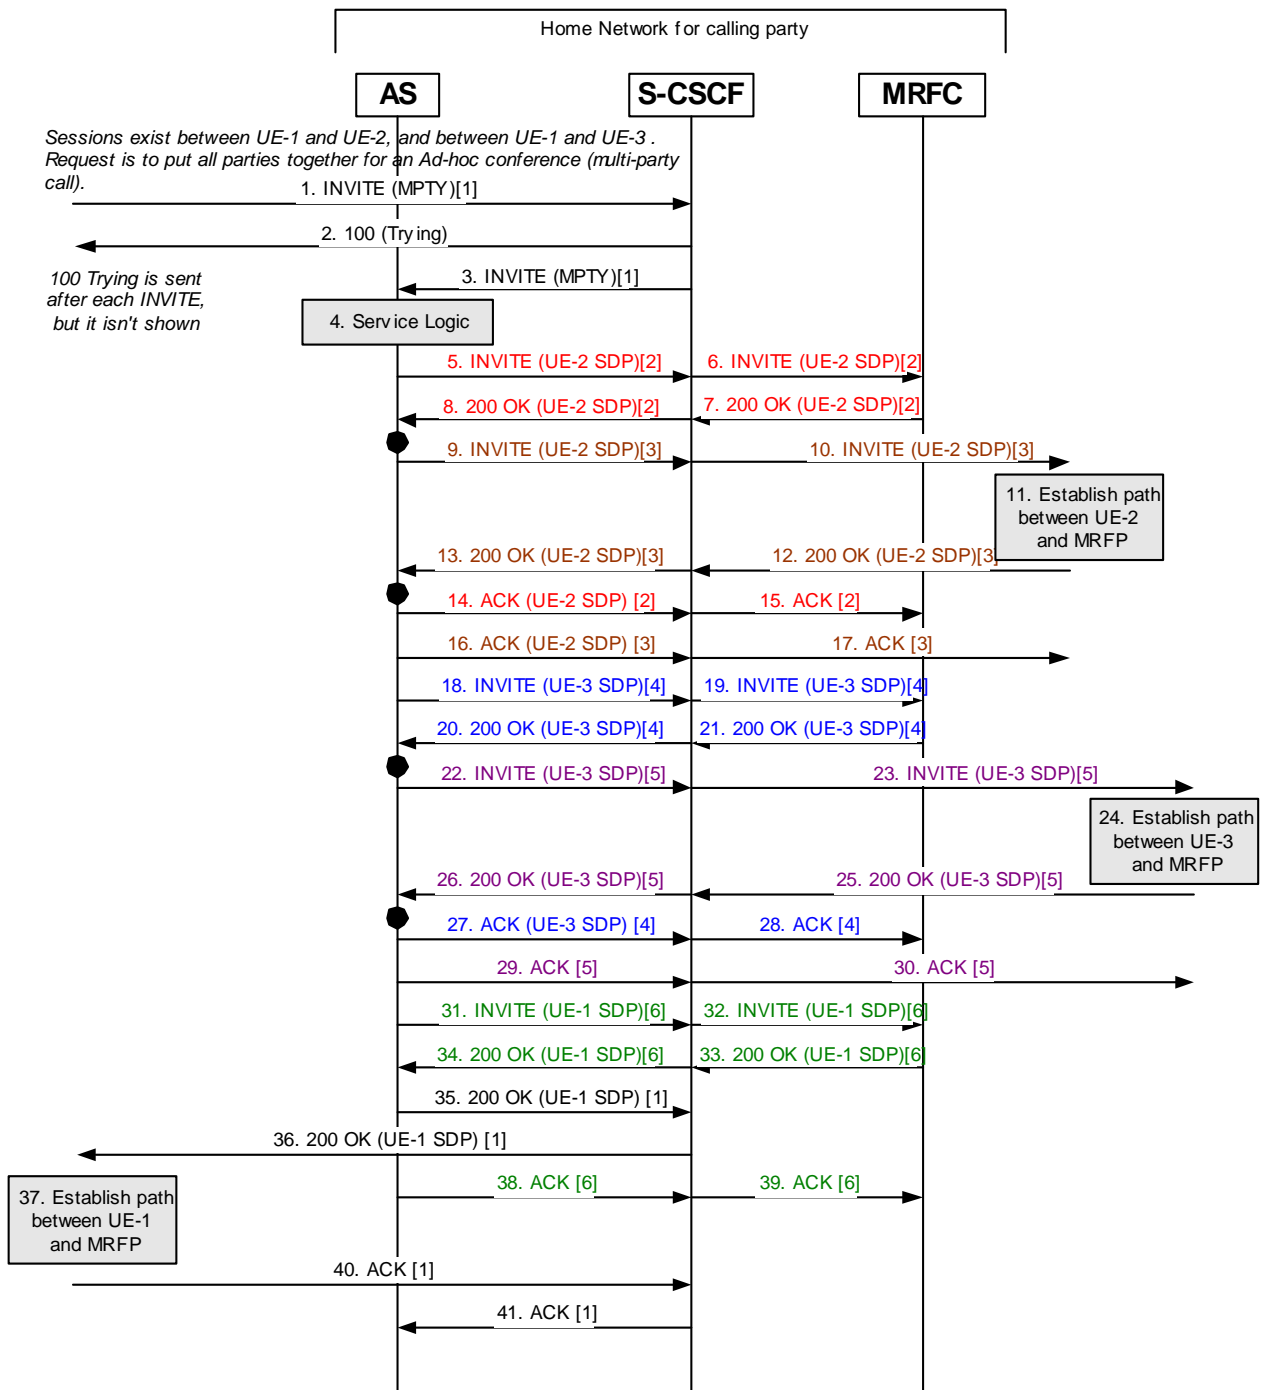 Home Network for calling party
AS
S-CSCF
MRFC
Sessions exist between UE-1 and UE-2, and between UE-1 and UE-3 .
Request is to put all parties together for an Ad-hoc conference (multi-party
call).
1. INVITE (MPTY)[1]
2. 100 (Trying)
100 Trying is sent
after each INVITE,
but it isn't shown
3. INVITE (MPTY)[1]
4. Service Logic
5. INVITE (UE-2 SDP)[2]
6. INVITE (UE-2 SDP)[2]
8. 200 OK (UE-2 SDP)[2]
7. 200 OK (UE-2 SDP)[2]
9. INVITE (UE-2 SDP)[3]
10. INVITE (UE-2 SDP)[3]
11. Establish path
between UE-2
and MRFP
13. 200 OK (UE-2 SDP)[3]
12. 200 OK (UE-2 SDP)[3]
14. ACK (UE-2 SDP) [2]
15. ACK [2]
16. ACK (UE-2 SDP) [3]
17. ACK [3]
18. INVITE (UE-3 SDP)[4]
19. INVITE (UE-3 SDP)[4]
20. 200 OK (UE-3 SDP)[4]
21. 200 OK (UE-3 SDP)[4]
22. INVITE (UE-3 SDP)[5]
23. INVITE (UE-3 SDP)[5]
24. Establish path
between UE-3
and MRFP
26. 200 OK (UE-3 SDP)[5]
25. 200 OK (UE-3 SDP)[5]
27. ACK (UE-3 SDP) [4]
28. ACK [4]
29. ACK [5]
30. ACK [5]
31. INVITE (UE-1 SDP)[6]
32. INVITE (UE-1 SDP)[6]
34. 200 OK (UE-1 SDP)[6]
33. 200 OK (UE-1 SDP)[6]
35. 200 OK (UE-1 SDP) [1]
36. 200 OK (UE-1 SDP) [1]
37. Establish path
between UE-1
and MRFP
38. ACK [6]
39. ACK [6]
40. ACK [1]
41. ACK [1]